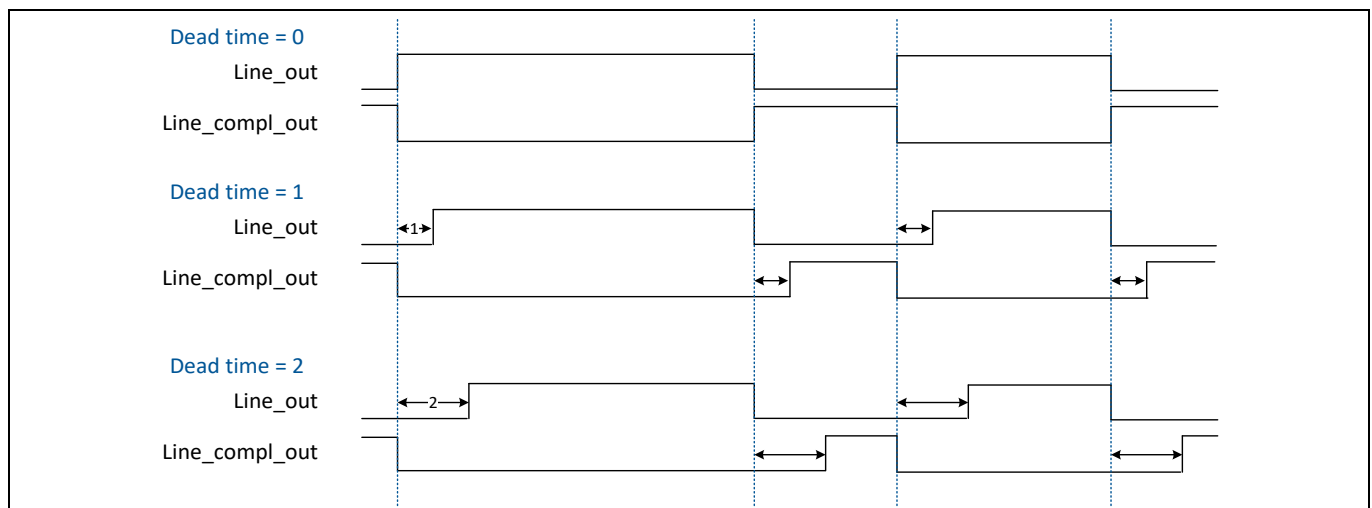 Dead time = 0
Line_out
Line_compl_out
Dead time = 1
Line_out
1
Line_compl_out
Dead time = 2
Line_out
2
Line_compl_out